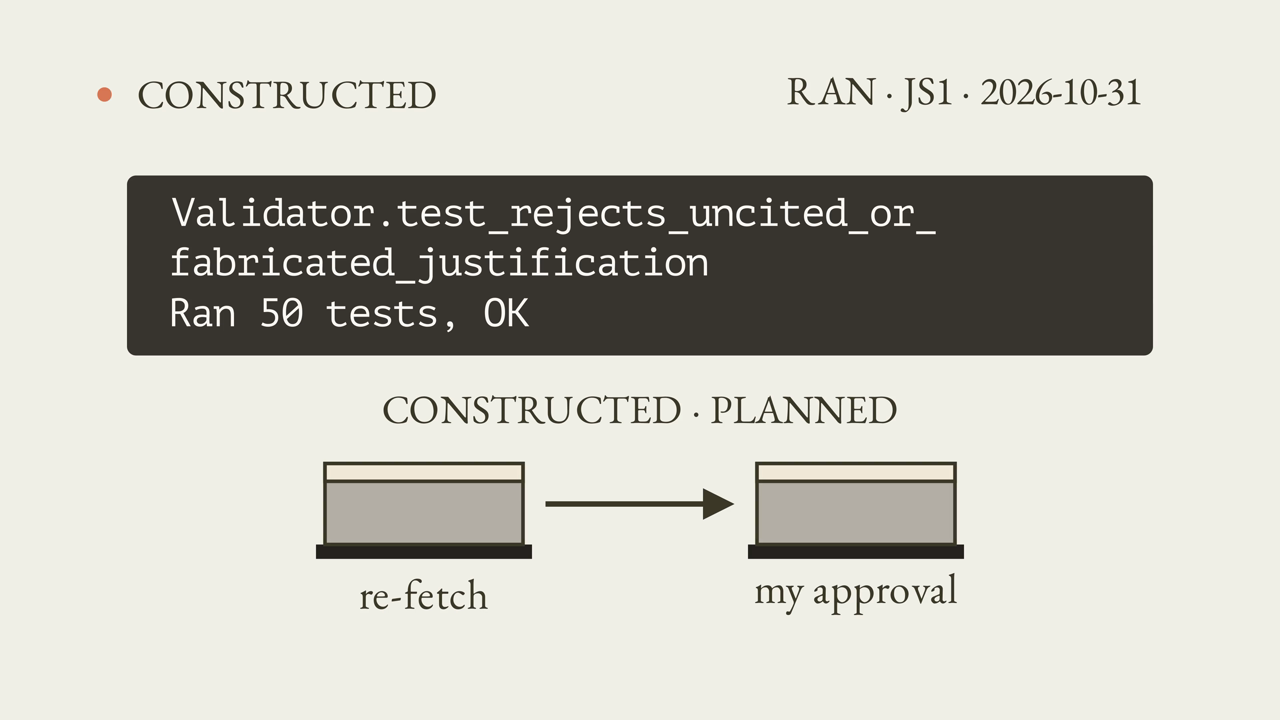 CONSTRUCTED
RAN · JS1 · 2026-10-31
Validator.test_rejects_uncited_or_
fabricated_justification
Ran 50 tests, OK
CONSTRUCTED · PLANNED
re-fetch
my approval